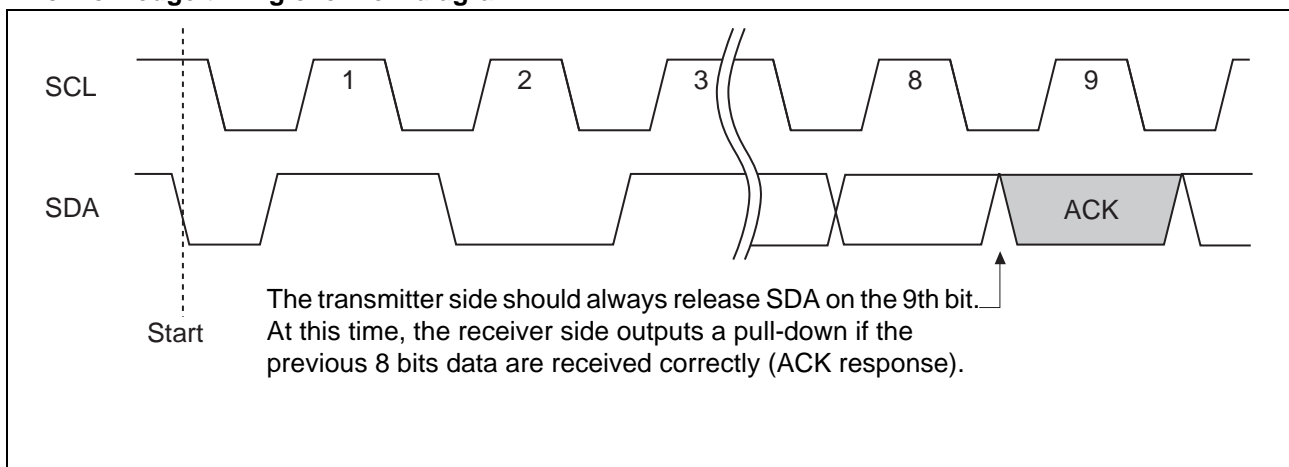 SCL
1 2 3 8 9
SDA
ACK
Start
The transmitter side should always release SDA on the 9th bit.
At this time, the receiver side outputs a pull-down if the
previous 8 bits data are received correctly (ACK response).